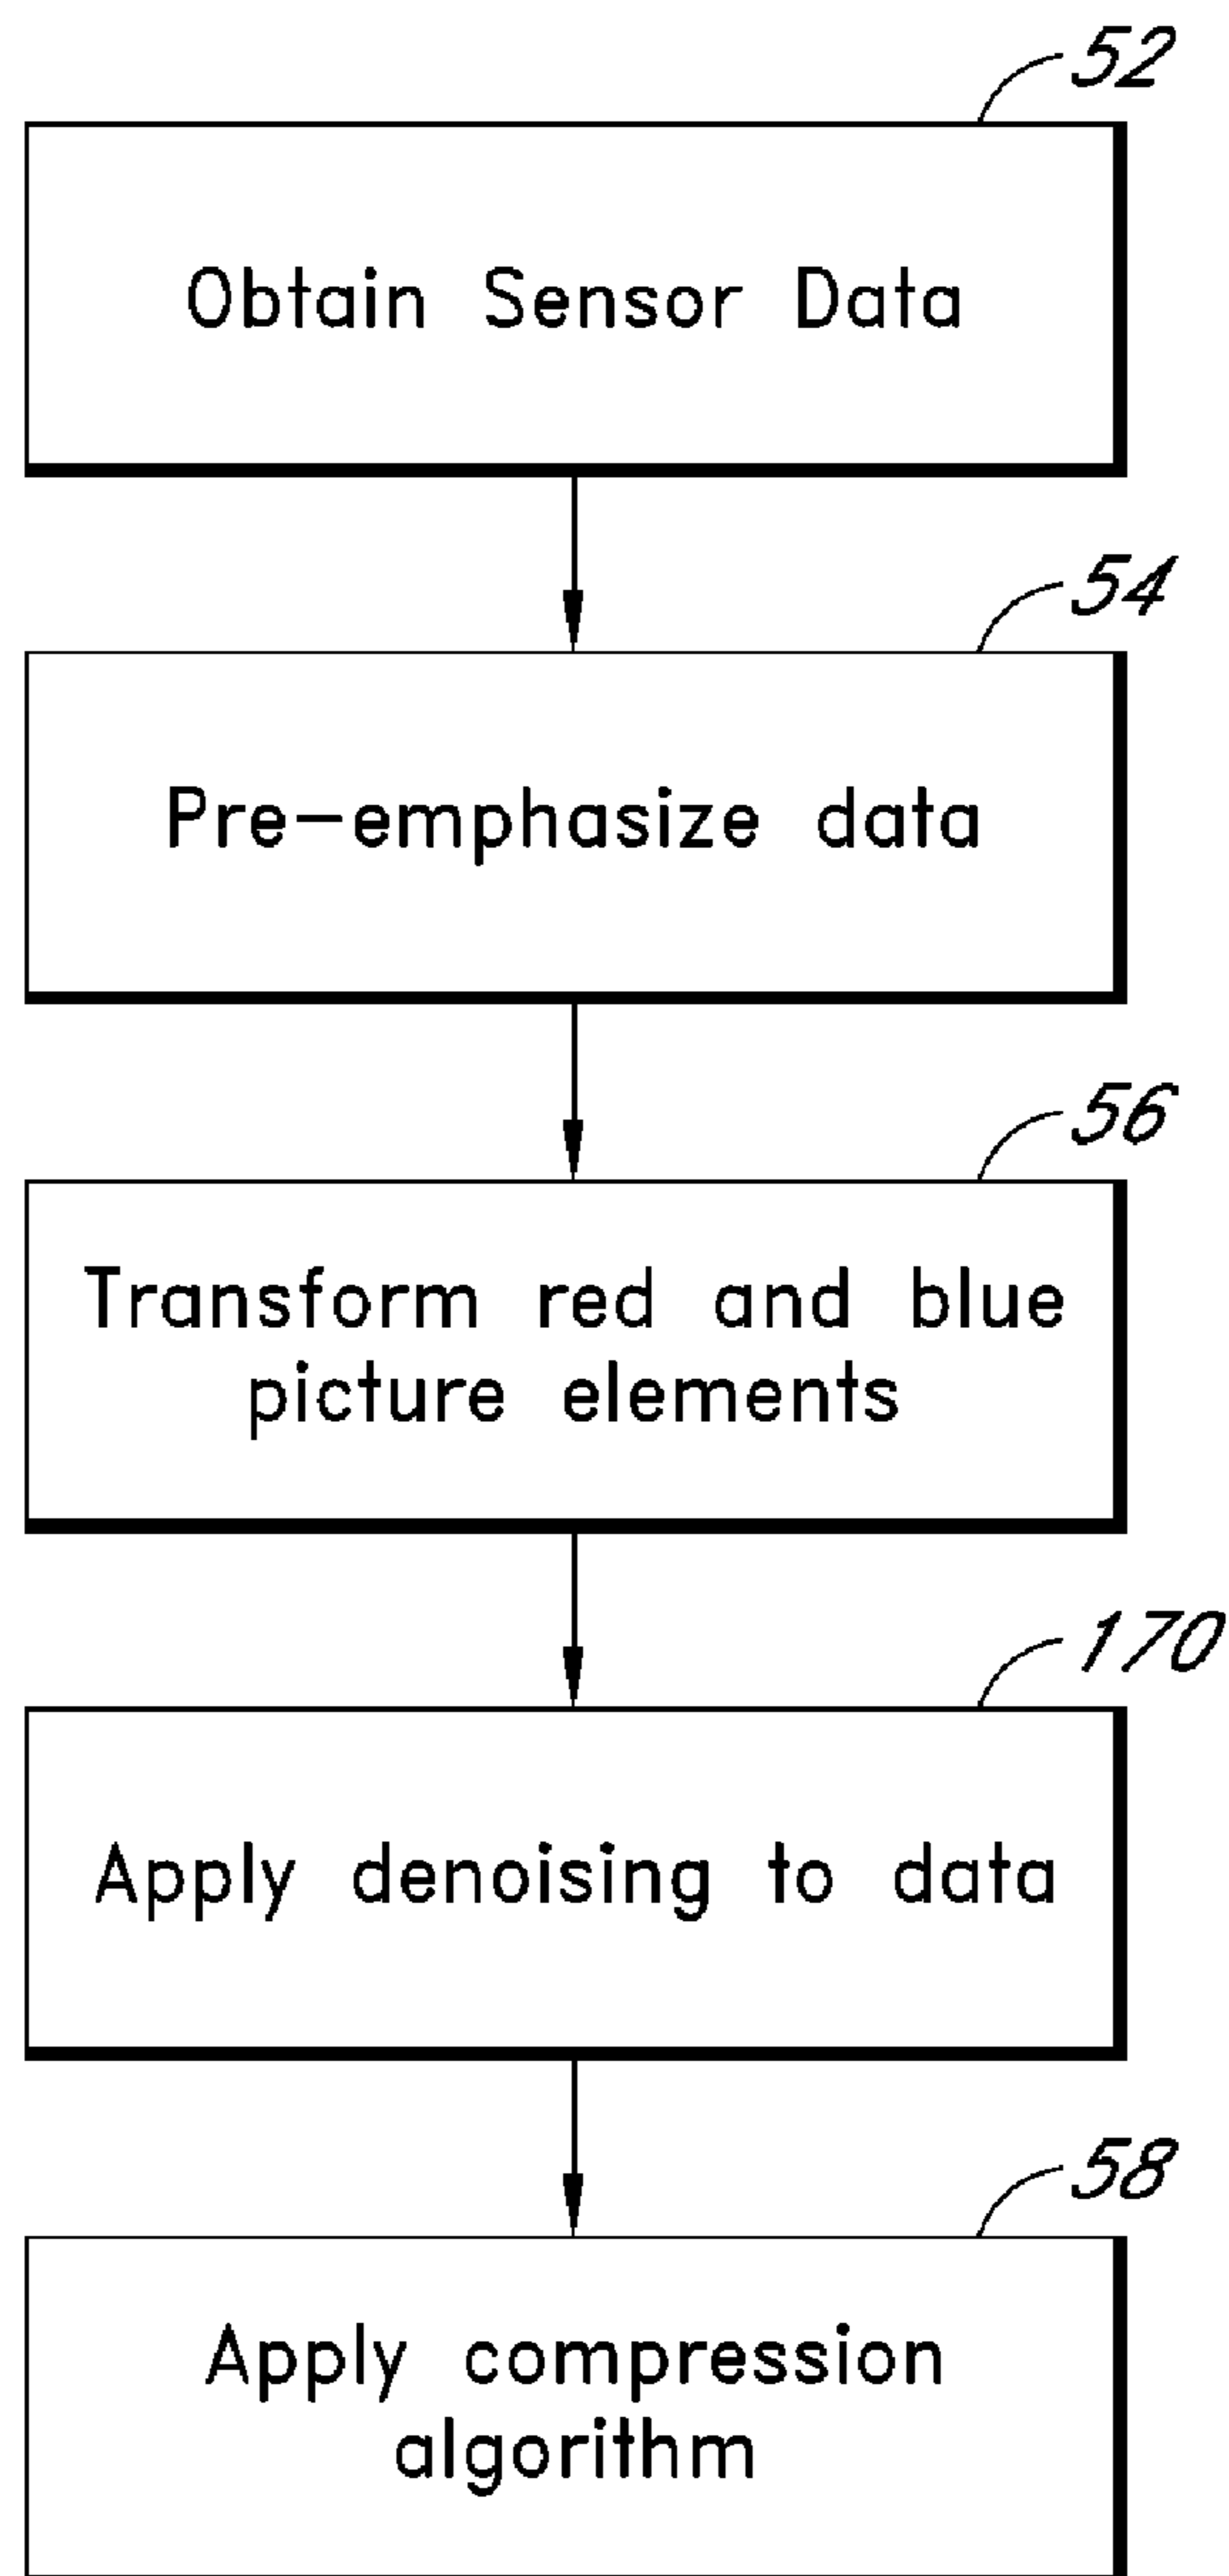 52
Obtain Sensor Data
54
Pre-emphasize data
56
Transform red and blue
picture elements
170
Apply denoising to data
58
Apply compression
algorithm